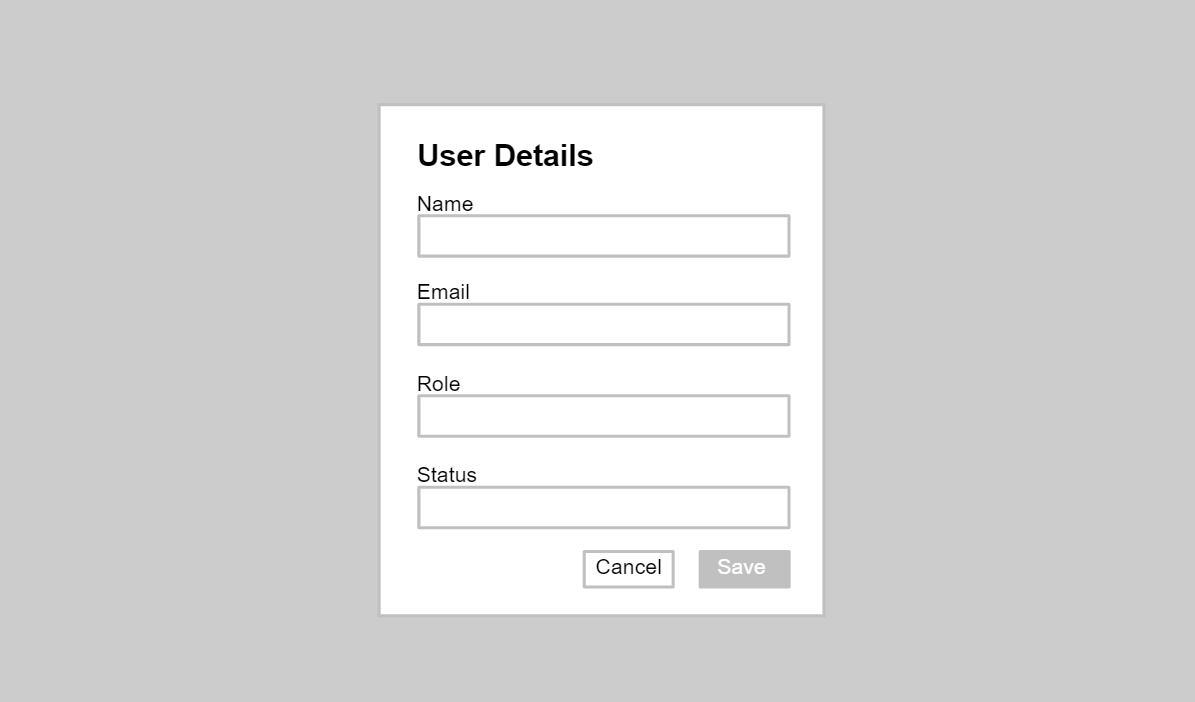 User Details
Name
Email
Role
Status
Cancel Save